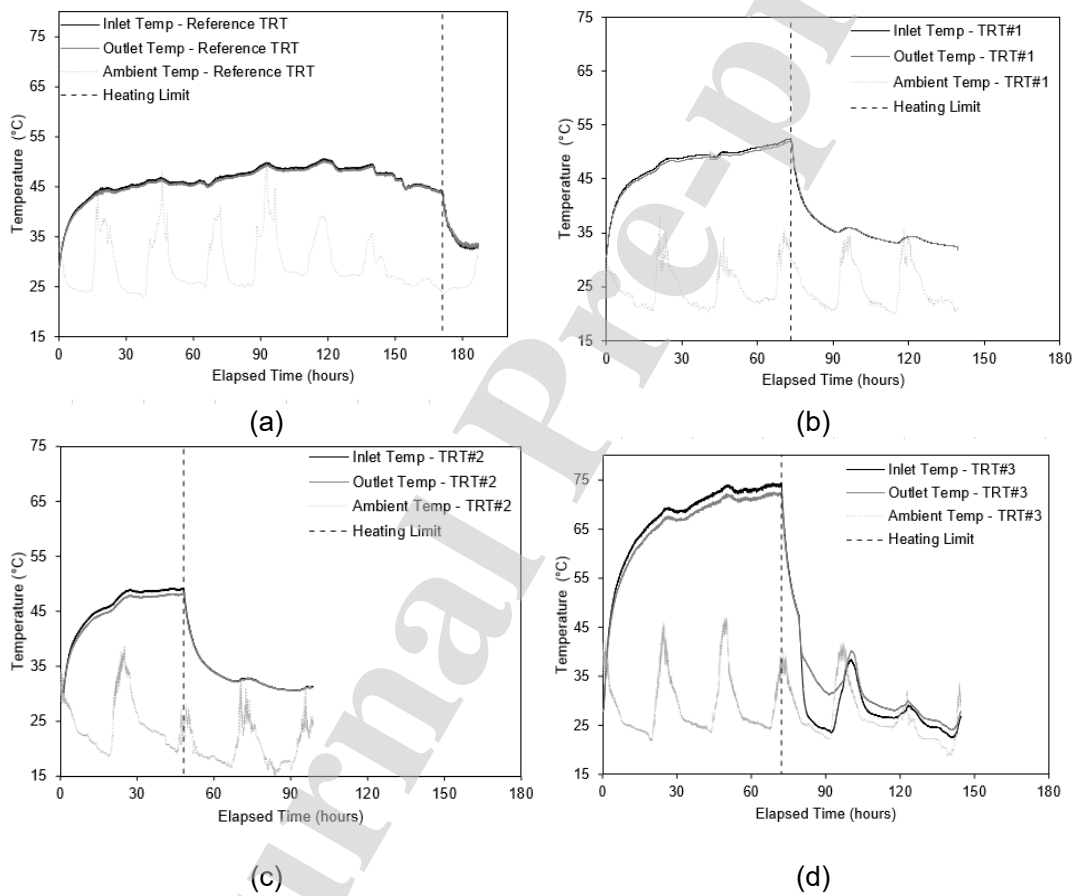 75
65
55
45
35
25
15
Temperature (°C)
Inlet Temp - Reference TRT
Outlet Temp - Reference TRT
Ambient Temp - Reference TRT
Heating Limit
0 30 60 90 120 150 180
Elapsed Time (hours)
(a)
75
65
55
45
35
25
15
Temperature (°C)
Inlet Temp - TRT#1
Outlet Temp - TRT#1
Ambient Temp - TRT#1
Heating Limit
0 30 60 90 120 150 180
Elapsed Time (hours)
(b)
75
65
55
45
35
25
15
Temperature (°C)
Inlet Temp - TRT#2
Outlet Temp - TRT#2
Ambient Temp - TRT#2
Heating Limit
0 30 60 90 120 150 180
Elapsed Time (hours)
(c)
75
65
55
45
35
25
15
Temperature (°C)
Inlet Temp - TRT#3
Outlet Temp - TRT#3
Ambient Temp - TRT#3
Heating Limit
0 30 60 90 120 150 180
Elapsed Time (hours)
(d)
urnal Pre-p